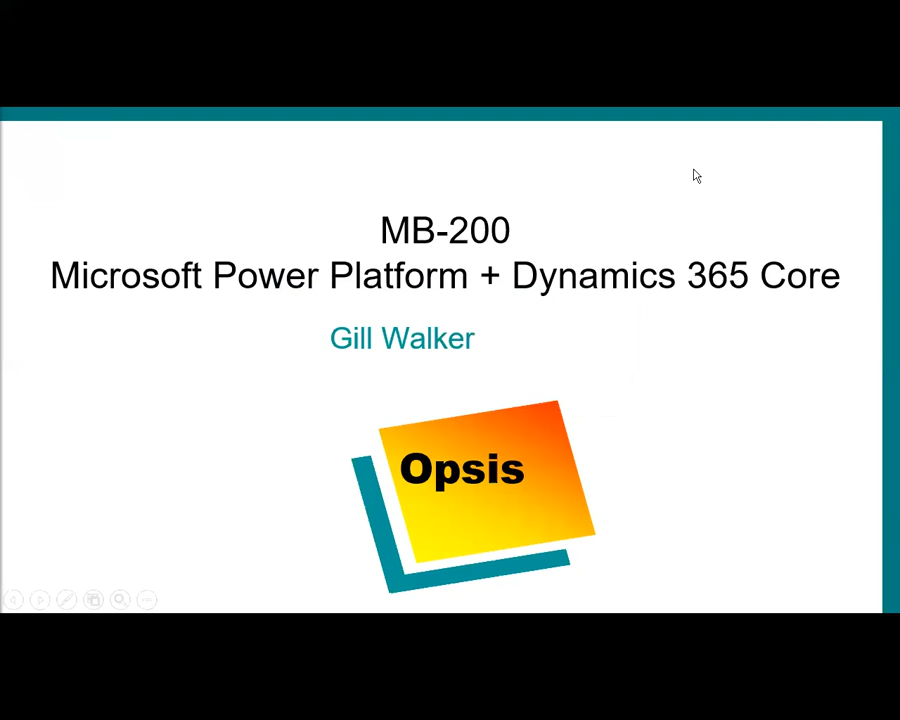 MB-200
Microsoft Power Platform + Dynamics 365 Core
Gill Walker
Opsis